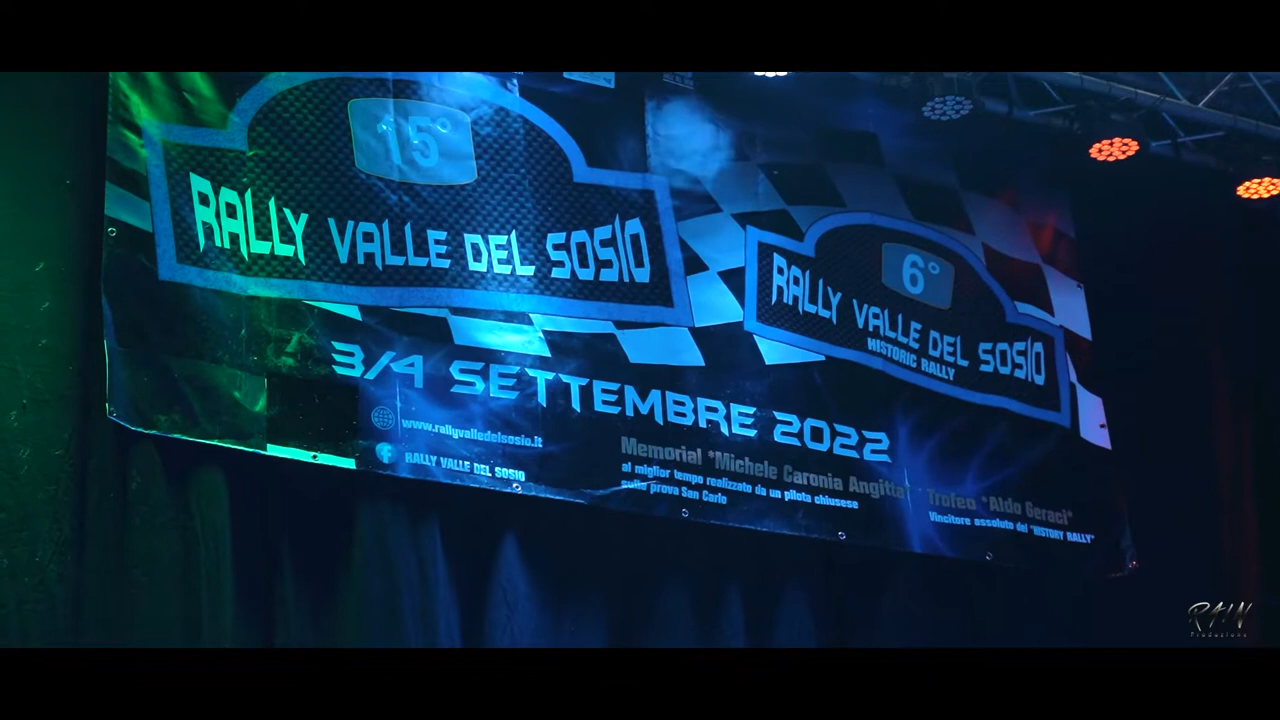 15°
RALLY VALLE DEL SOSIO
6°
RALLY VALLE DEL SOSIO
HISTORIC RALLY
3/4 SETTEMBRE 2022
www.rallyvalledelsosio.it
RALLY VALLE DEL SOSIO
Memorial "Michele Caronia Angitta"
al miglior tempo realizzato da un pilota chiusese
sulla prova San Carlo
Trofeo "Aldo Geraci"
Vincitore assoluto del "HISTORY RALLY"
RAIN
Produzione